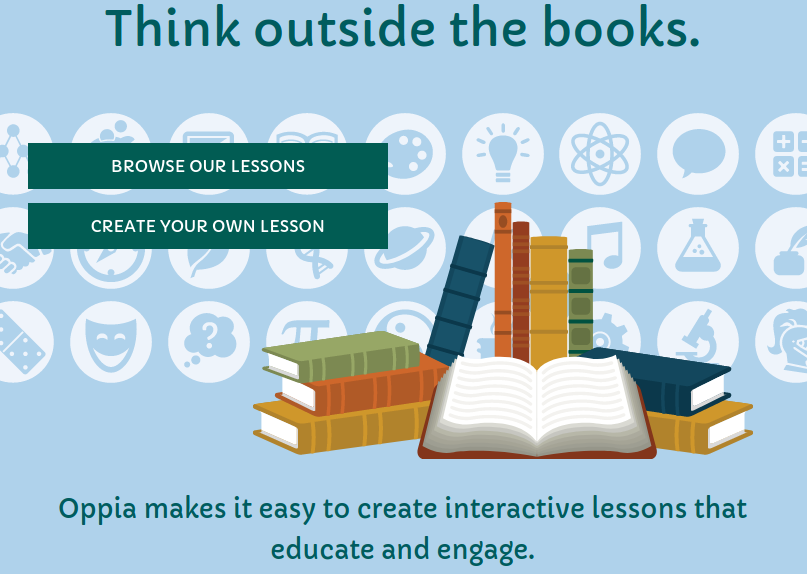 Think outside the books.
BROWSE OUR LESSONS
CREATE YOUR OWN LESSON
Oppia makes it easy to create interactive lessons that
educate and engage.